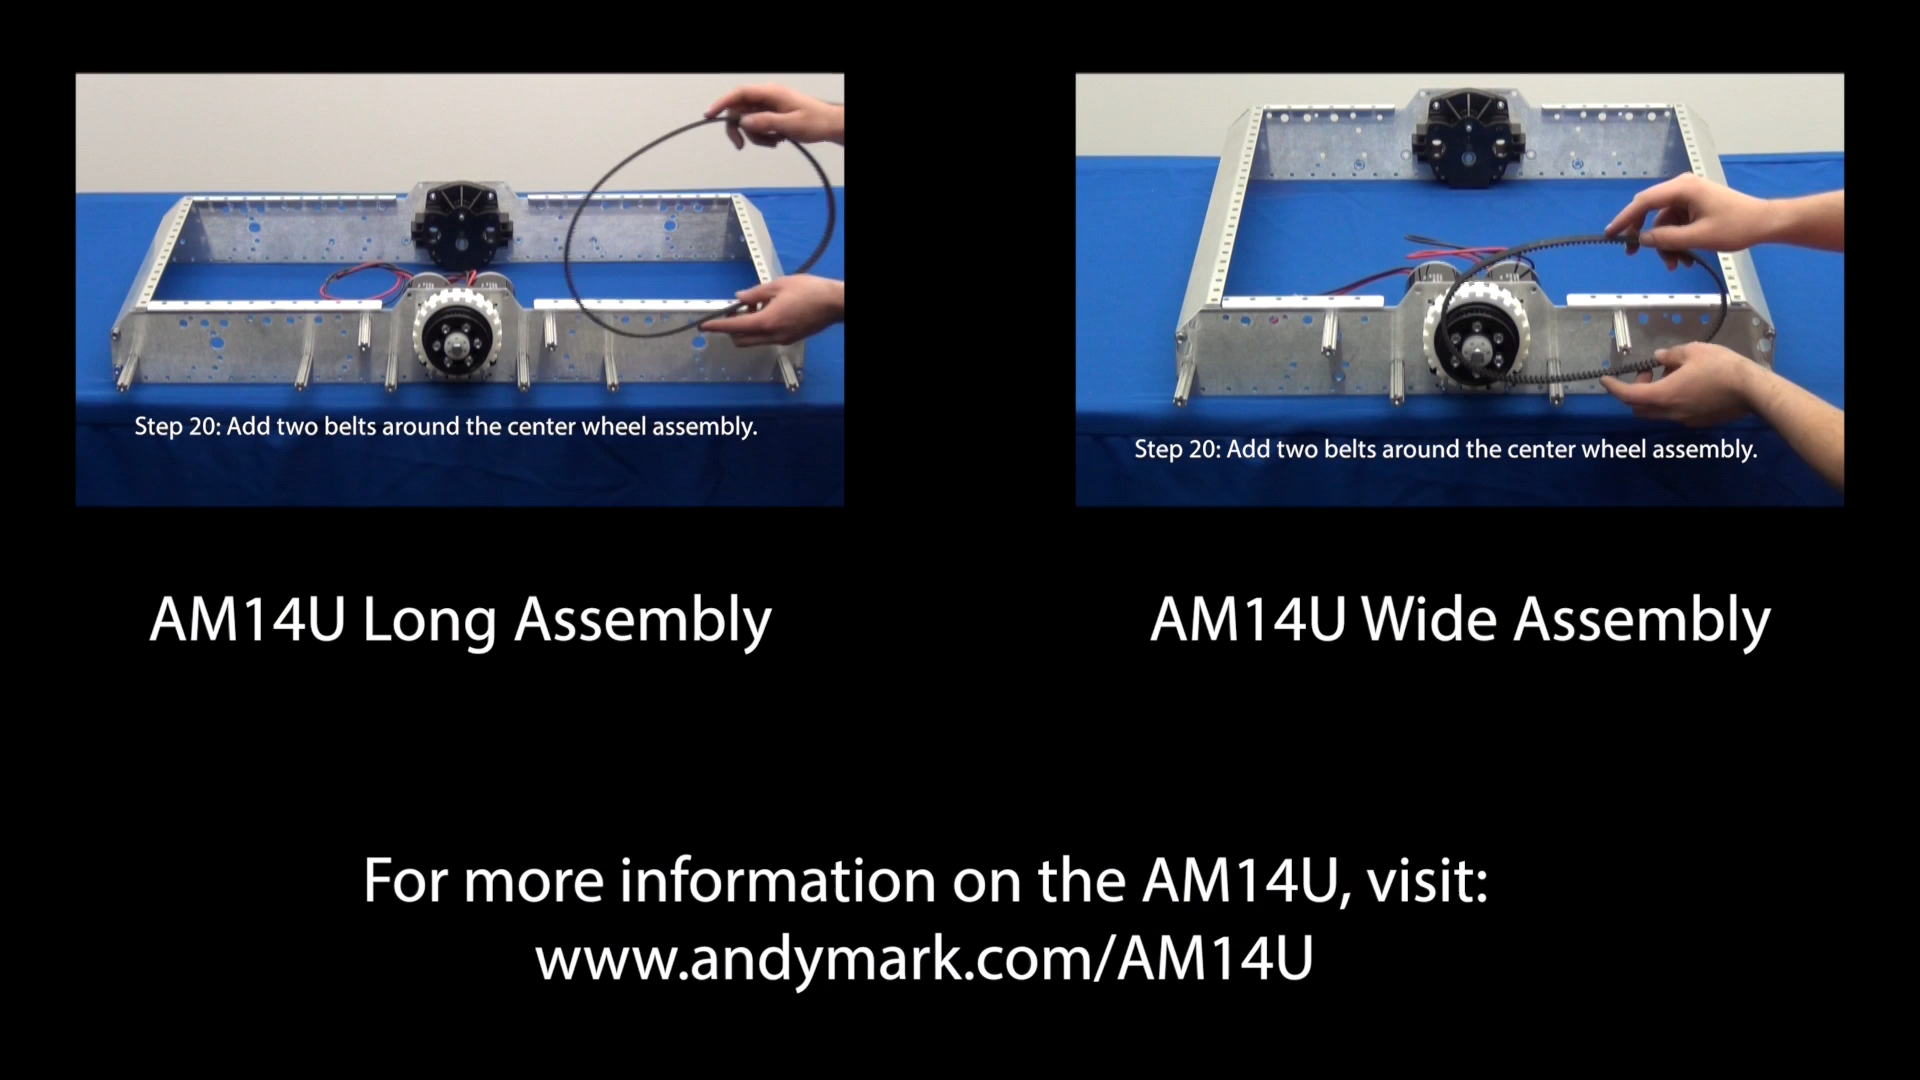 Step 20: Add two belts around the center wheel assembly.
Step 20: Add two belts around the center wheel assembly.
AM14U Long Assembly
AM14U Wide Assembly
For more information on the AM14U, visit:
www.andymark.com/AM14U